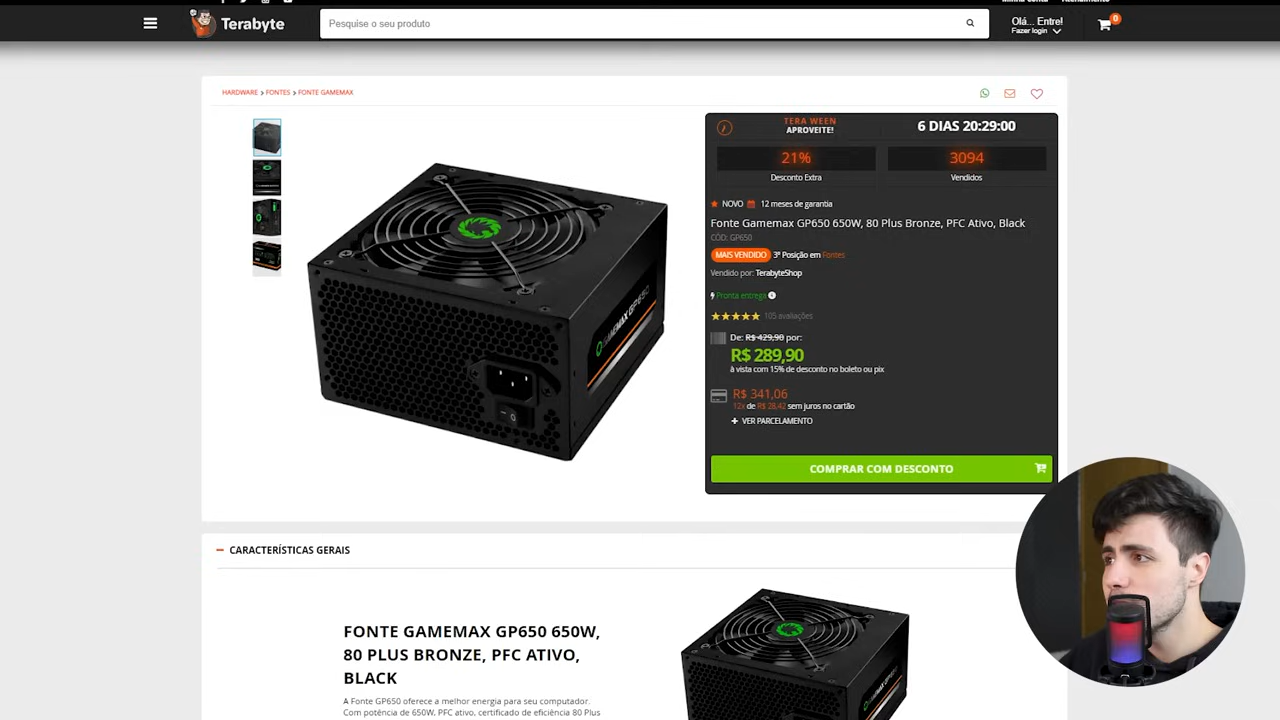 Minha Conta Atendimento
Terabyte
Pesquise o seu produto
Olá... Entre!
Fazer login
0
HARDWARE > FONTES > FONTE GAMEMAX
TERA WEEN
APROVEITE!
6 DIAS 20:29:00
21%
Desconto Extra
3094
Vendidos
NOVO 12 meses de garantia
Fonte Gamemax GP650 650W, 80 Plus Bronze, PFC Ativo, Black
CÓD: GP650
MAIS VENDIDO 3ª Posição em Fontes
Vendido por: TerabyteShop
Pronta entrega
105 avaliações
De: R$ 429,90 por:
R$ 289,90
à vista com 15% de desconto no boleto ou pix
R$ 341,06
12x de R$ 28,42 sem juros no cartão
+ VER PARCELAMENTO
COMPRAR COM DESCONTO
GAMEMAX GP650
CARACTERÍSTICAS GERAIS
FONTE GAMEMAX GP650 650W,
80 PLUS BRONZE, PFC ATIVO,
BLACK
A Fonte GP650 oferece a melhor energia para seu computador.
Com potência de 650W, PFC ativo, certificado de eficiência 80 Plus